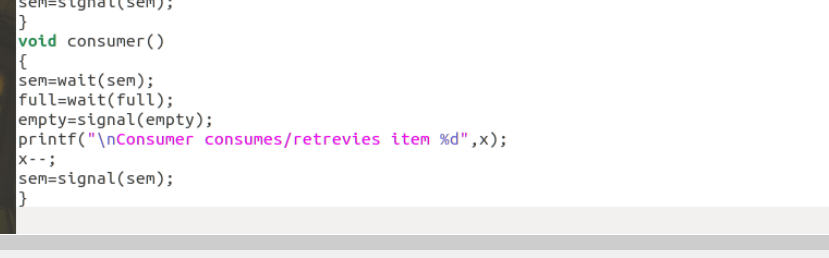 sem=signal(sem);
}
void consumer()
{
sem=wait(sem);
full=wait(full);
empty=signal(empty);
printf("\nConsumer consumes/retrevies item %d",x);
x--;
sem=signal(sem);
}